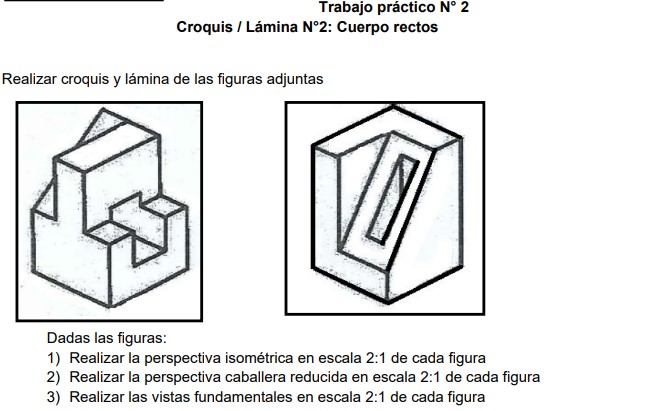 Trabajo práctico N° 2
Croquis / Lámina N°2: Cuerpo rectos
Realizar croquis y lámina de las figuras adjuntas
Dadas las figuras:
1) Realizar la perspectiva isométrica en escala 2:1 de cada figura
2) Realizar la perspectiva caballera reducida en escala 2:1 de cada figura
3) Realizar las vistas fundamentales en escala 2:1 de cada figura